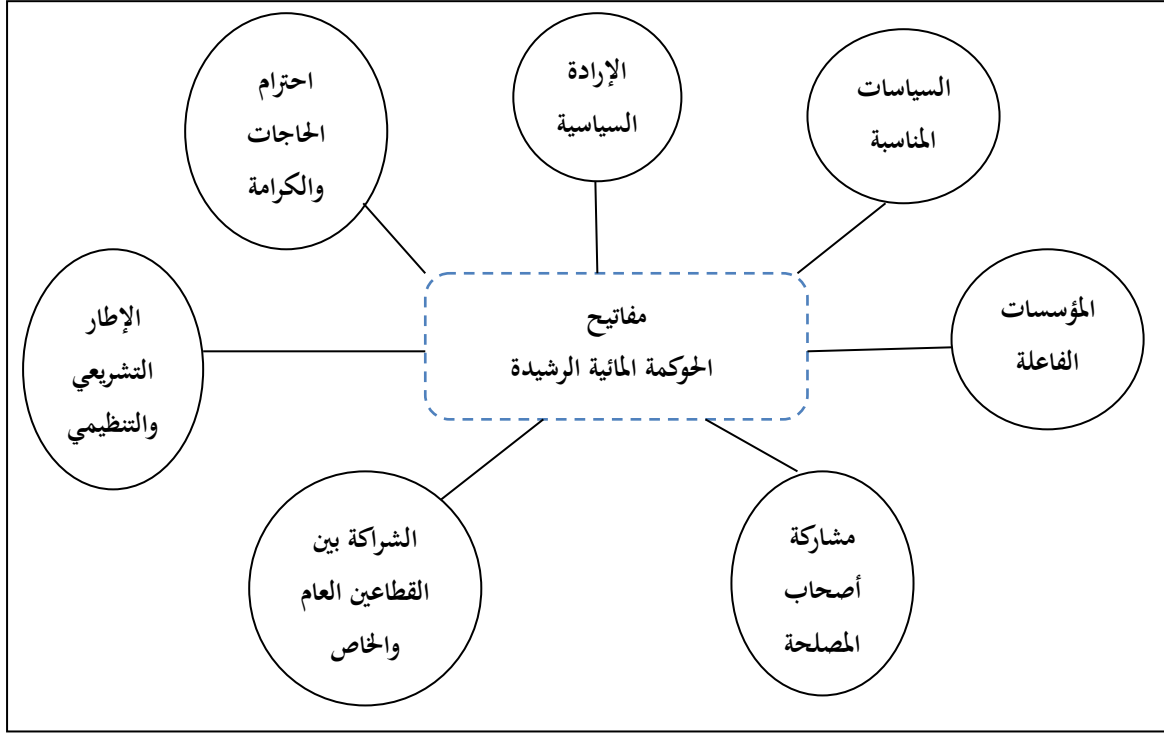 السياسات
المناسبة
الإرادة
السياسية
احترام
الحاجات
والكرامة
المؤسسات
الفاعلة
مفاتيح
الحوكمة المائية الرشيدة
الإطار
التشريعي
والتنظيمي
مشاركة
أصحاب
المصلحة
الشراكة بين
القطاعين العام
والخاص